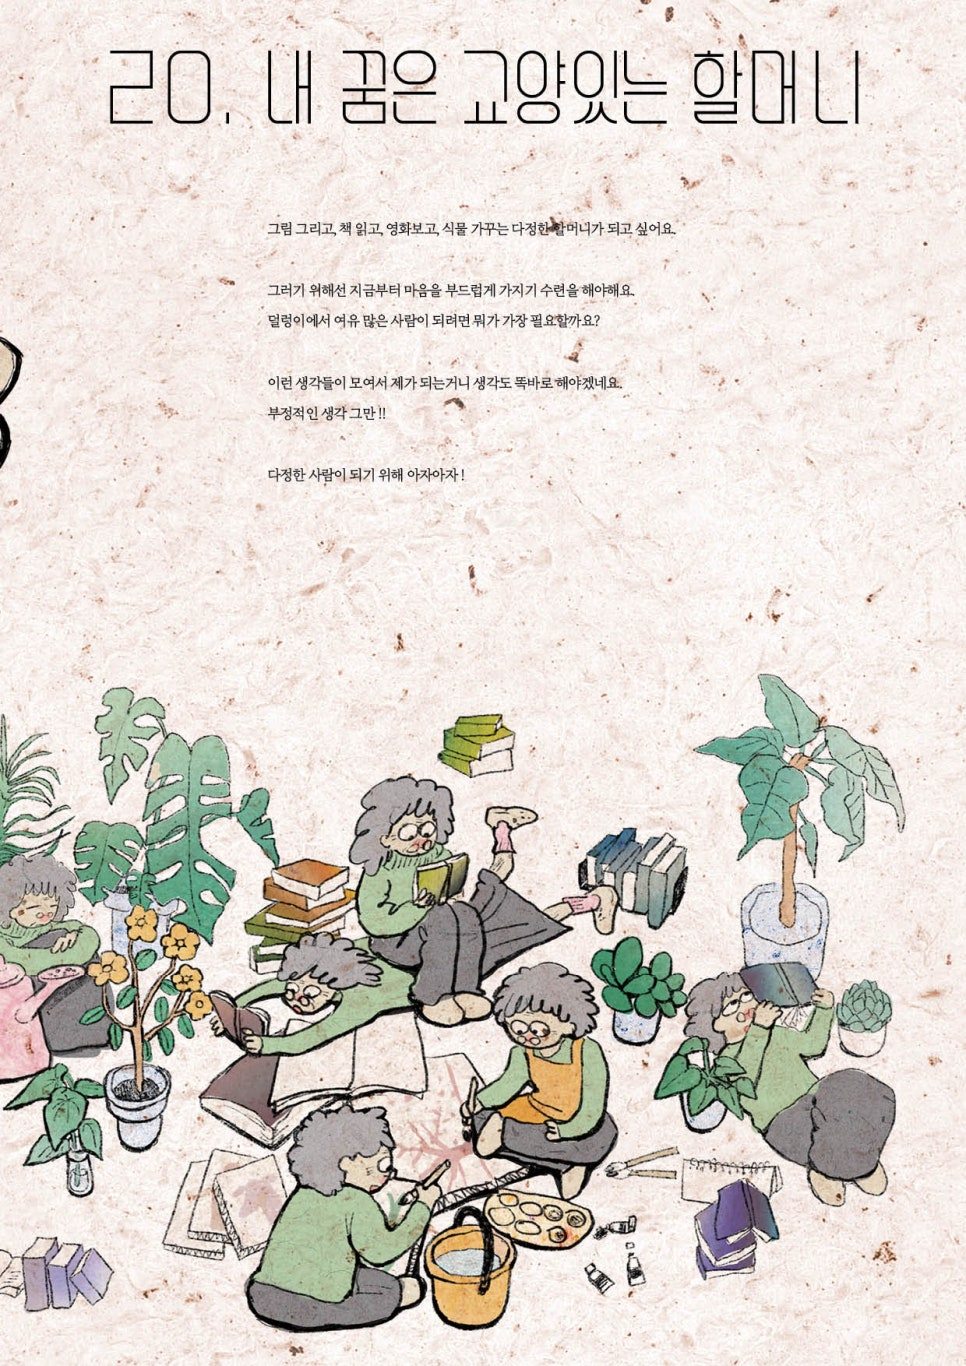 20. 내 꿈은 교양있는 할머니
그림 그리고, 책 읽고, 영화보고, 식물 가꾸는 다정한 할머니가 되고 싶어요.
그러기 위해선 지금부터 마음을 부드럽게 가지기 수련을 해야해요.
덜렁이에서 여유 많은 사람이 되려면 뭐가 가장 필요할까요?
이런 생각들이 모여서 제가 되는거니 생각도 똑바로 해야겠네요.
부정적인 생각 그만 !!
다정한 사람이 되기 위해 아자아자 !